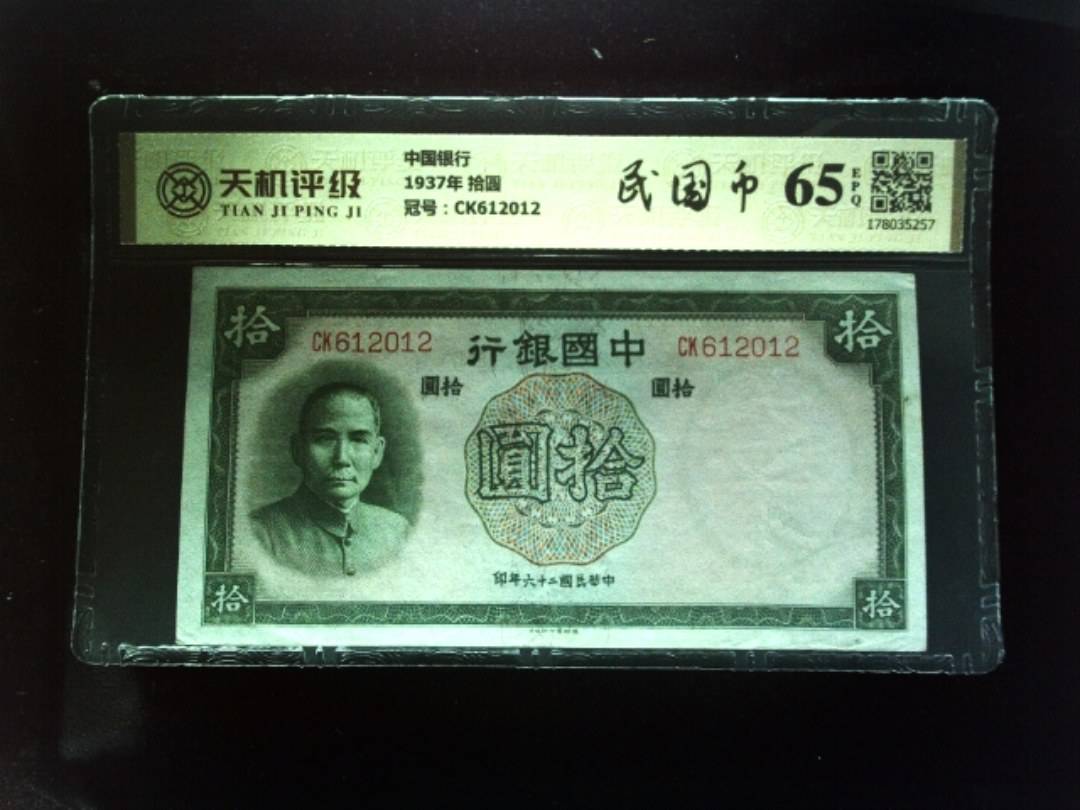 天机评级
TIAN JI PING JI
中国银行
1937年 拾圆
冠号：CK612012
民国币
65
EPQ
178035257
拾
CK612012
行銀國中
CK612012
拾
圓拾
圓拾
圓拾
印年六十二國民華中
拾
拾